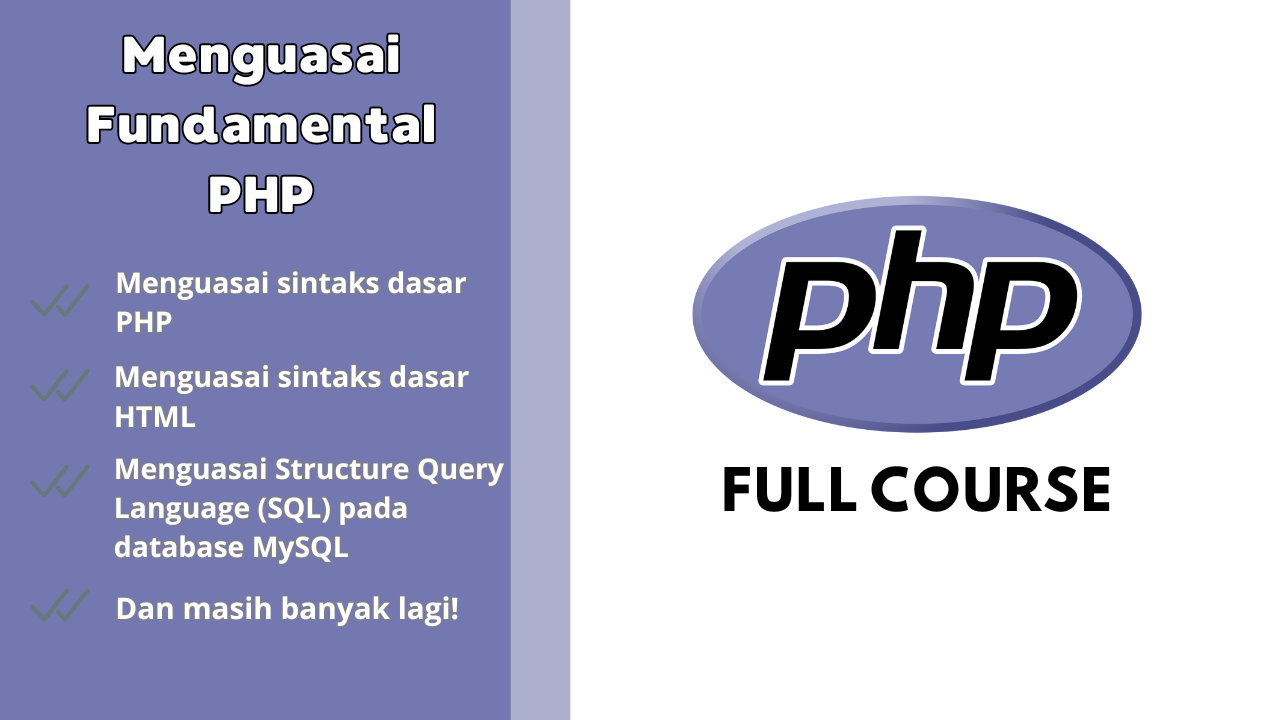 Menguasai
Fundamental
PHP
Menguasai sintaks dasar
PHP
Menguasai sintaks dasar
HTML
Menguasai Structure Query
Language (SQL) pada
database MySQL
Dan masih banyak lagi!
php
FULL COURSE